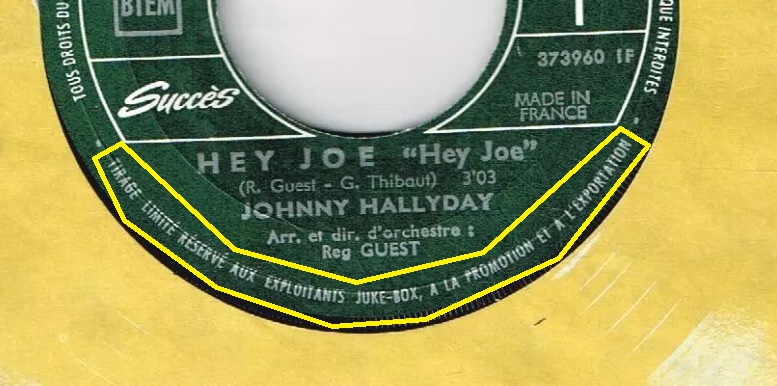 BIEM
1
TOUS DROITS DU
QUE INTERDITES
373960 1F
Succès
MADE IN
FRANCE
HEY JOE "Hey Joe"
(R. Guest - G. Thibaut) 3'03
JOHNNY HALLYDAY
Arr. et dir. d'orchestre :
Reg GUEST
TIRAGE LIMITÉ RÉSERVÉ AUX EXPLOITANTS JUKE-BOX, A LA PROMOTION ET A L'EXPORTATION